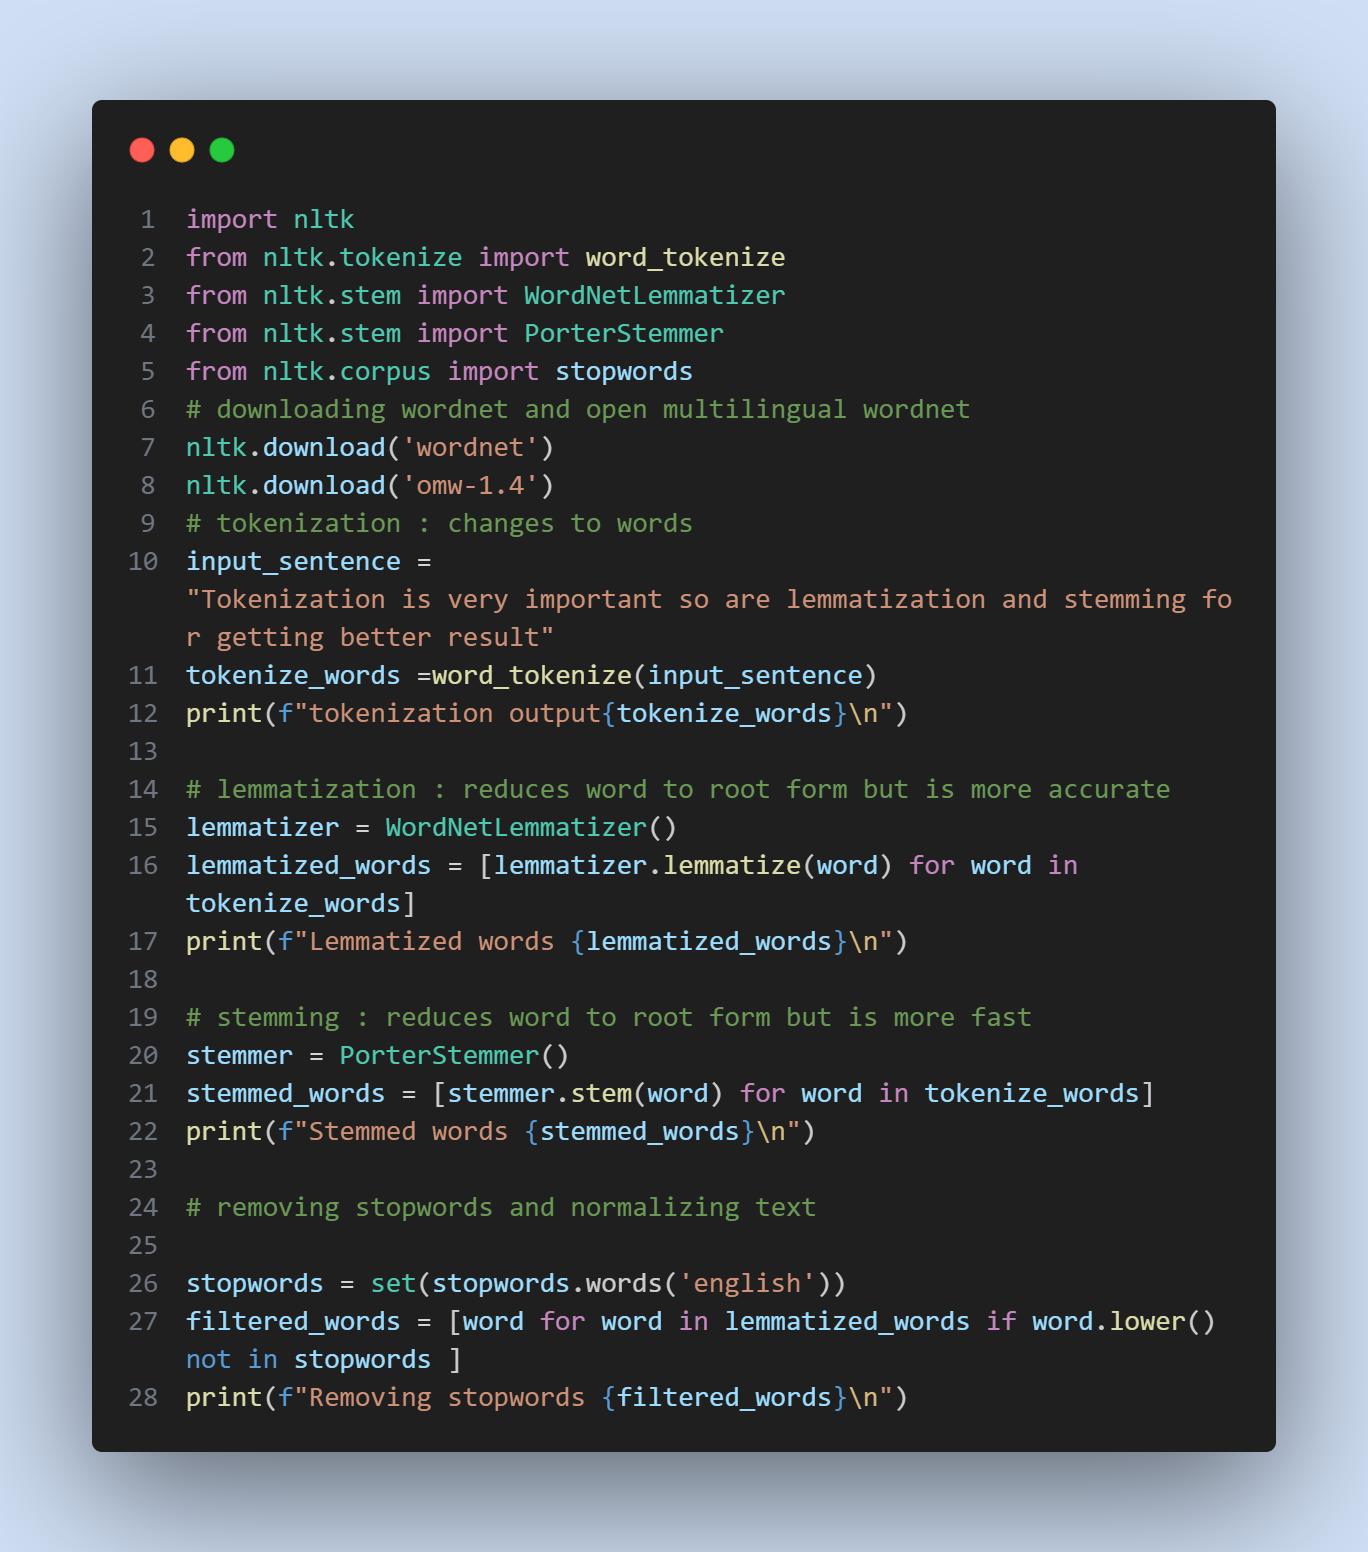 1 import nltk
2 from nltk.tokenize import word_tokenize
3 from nltk.stem import WordNetLemmatizer
4 from nltk.stem import PorterStemmer
5 from nltk.corpus import stopwords
6 # downloading wordnet and open multilingual wordnet
7 nltk.download('wordnet')
8 nltk.download('omw-1.4')
9 # tokenization : changes to words
10 input_sentence =
"Tokenization is very important so are lemmatization and stemming fo
r getting better result"
11 tokenize_words =word_tokenize(input_sentence)
12 print(f"tokenization output{tokenize_words}\n")
13
14 # lemmatization : reduces word to root form but is more accurate
15 lemmatizer = WordNetLemmatizer()
16 lemmatized_words = [lemmatizer.lemmatize(word) for word in
tokenize_words]
17 print(f"Lemmatized words {lemmatized_words}\n")
18
19 # stemming : reduces word to root form but is more fast
20 stemmer = PorterStemmer()
21 stemmed_words = [stemmer.stem(word) for word in tokenize_words]
22 print(f"Stemmed words {stemmed_words}\n")
23
24 # removing stopwords and normalizing text
25
26 stopwords = set(stopwords.words('english'))
27 filtered_words = [word for word in lemmatized_words if word.lower()
not in stopwords ]
28 print(f"Removing stopwords {filtered_words}\n")